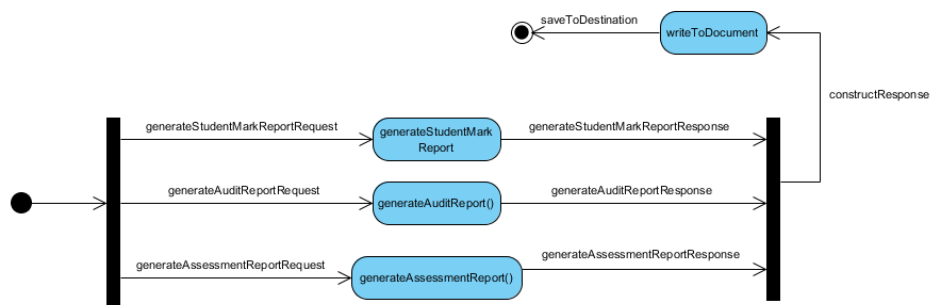 saveToDestination
writeToDocument
constructResponse
generateStudentMarkReportRequest
generateStudentMark
Report
generateStudentMarkReportResponse
generateAuditReportRequest
generateAuditReport()
generateAuditReportResponse
generateAssessmentReportRequest
generateAssessmentReport()
generateAssessmentReportResponse